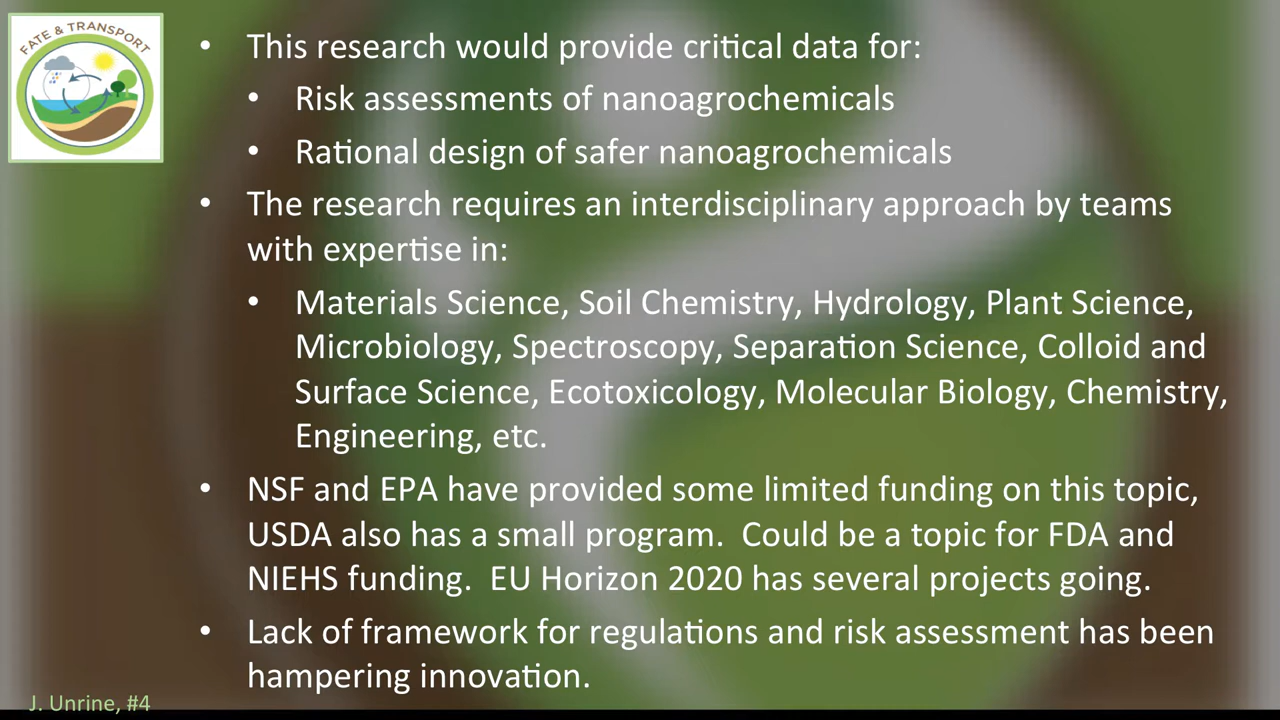 FATE & TRANSPORT
• This research would provide critical data for:
• Risk assessments of nanoagrochemicals
• Rational design of safer nanoagrochemicals
• The research requires an interdisciplinary approach by teams
with expertise in:
• Materials Science, Soil Chemistry, Hydrology, Plant Science,
Microbiology, Spectroscopy, Separation Science, Colloid and
Surface Science, Ecotoxicology, Molecular Biology, Chemistry,
Engineering, etc.
• NSF and EPA have provided some limited funding on this topic,
USDA also has a small program.  Could be a topic for FDA and
NIEHS funding.  EU Horizon 2020 has several projects going.
• Lack of framework for regulations and risk assessment has been
hampering innovation.
J. Unrine, #4